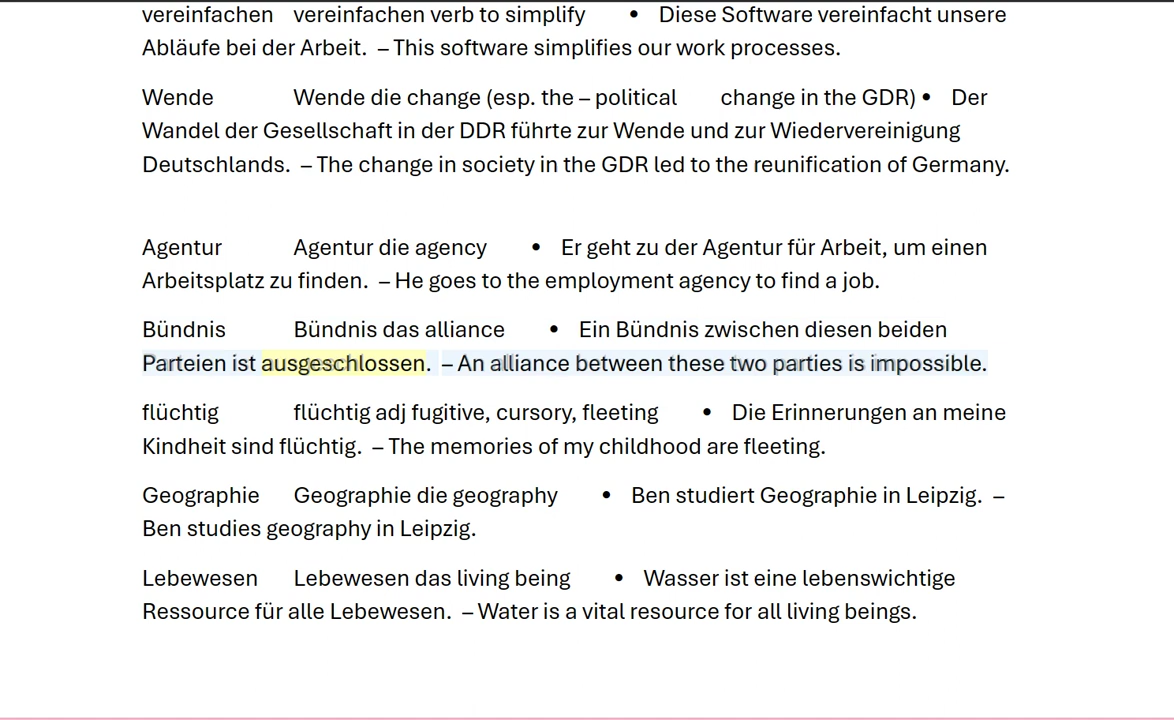 vereinfachen vereinfachen verb to simplify • Diese Software vereinfacht unsere
Abläufe bei der Arbeit. – This software simplifies our work processes.
Wende Wende die change (esp. the – political change in the GDR) • Der
Wandel der Gesellschaft in der DDR führte zur Wende und zur Wiedervereinigung
Deutschlands. – The change in society in the GDR led to the reunification of Germany.
Agentur Agentur die agency • Er geht zu der Agentur für Arbeit, um einen
Arbeitsplatz zu finden. – He goes to the employment agency to find a job.
Bündnis Bündnis das alliance • Ein Bündnis zwischen diesen beiden
Parteien ist ausgeschlossen. – An alliance between these two parties is impossible.
flüchtig flüchtig adj fugitive, cursory, fleeting • Die Erinnerungen an meine
Kindheit sind flüchtig. – The memories of my childhood are fleeting.
Geographie Geographie die geography • Ben studiert Geographie in Leipzig. –
Ben studies geography in Leipzig.
Lebewesen Lebewesen das living being • Wasser ist eine lebenswichtige
Ressource für alle Lebewesen. – Water is a vital resource for all living beings.